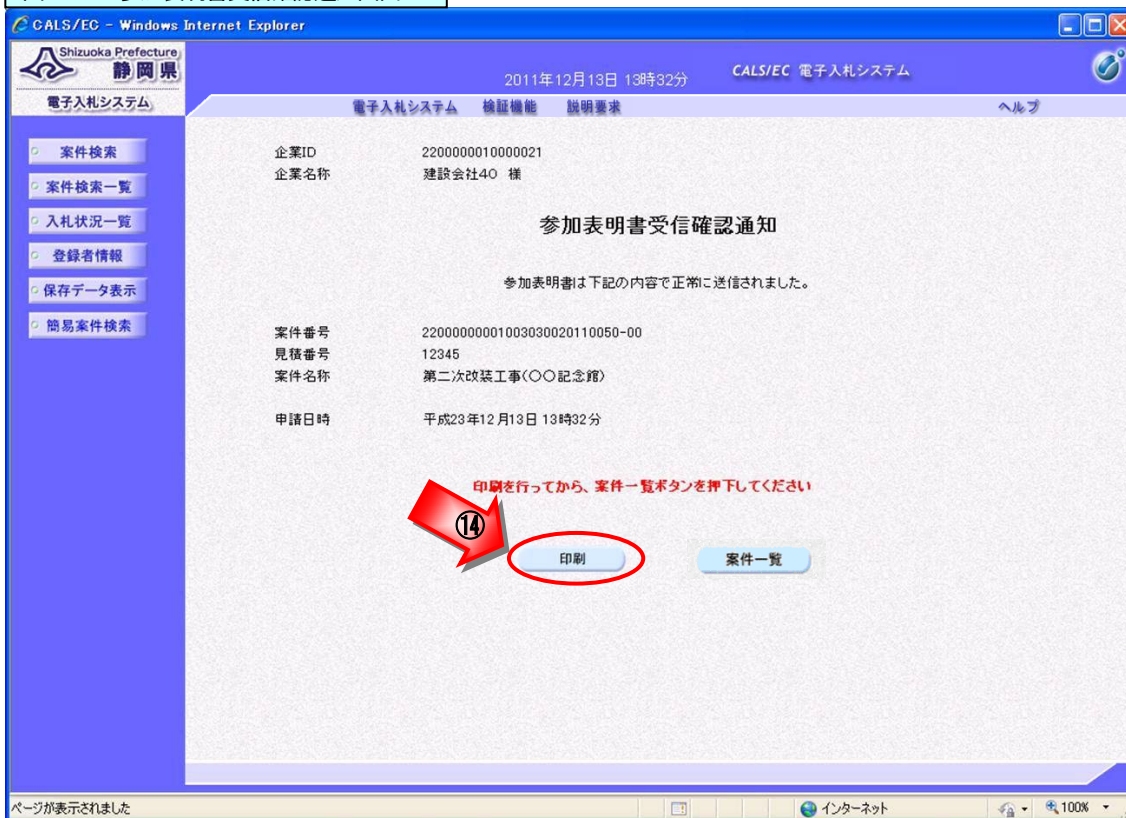 CALS/EC - Windows Internet Explorer
Shizuoka Prefecture
静岡県
2011年12月13日 13時32分
CALS/EC 電子入札システム
電子入札システム
電子入札システム 検証機能 説明要求 ヘルプ
案件検索
案件検索一覧
入札状況一覧
登録者情報
保存データ表示
簡易案件検索
企業ID 2200000010000021
企業名称 建設会社40 様
参加表明書受信確認通知
参加表明書は下記の内容で正常に送信されました。
案件番号 22000000001003030020110050-00
見積番号 12345
案件名称 第二次改装工事(〇〇記念館)
申請日時 平成23年12月13日 13時32分
印刷を行ってから、案件一覧ボタンを押下してください
⑭
印刷 案件一覧
ページが表示されました インターネット 100%